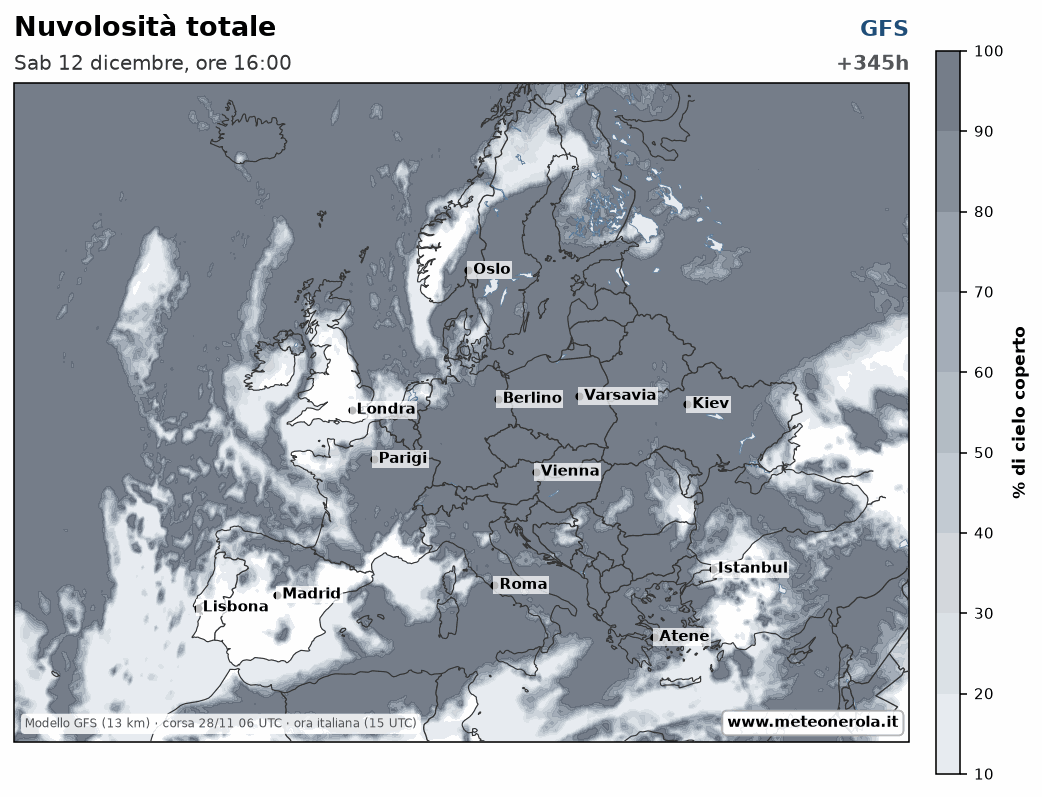 Nuvolosità totale
GFS
Sab 12 dicembre, ore 16:00
+345h
100
90
80
70
60
50
40
30
20
10
% di cielo coperto
Oslo
Berlino
Varsavia
Kiev
Londra
Parigi
Vienna
Istanbul
Roma
Madrid
Lisbona
Atene
Modello GFS (13 km) · corsa 28/11 06 UTC · ora italiana (15 UTC)
www.meteonerola.it